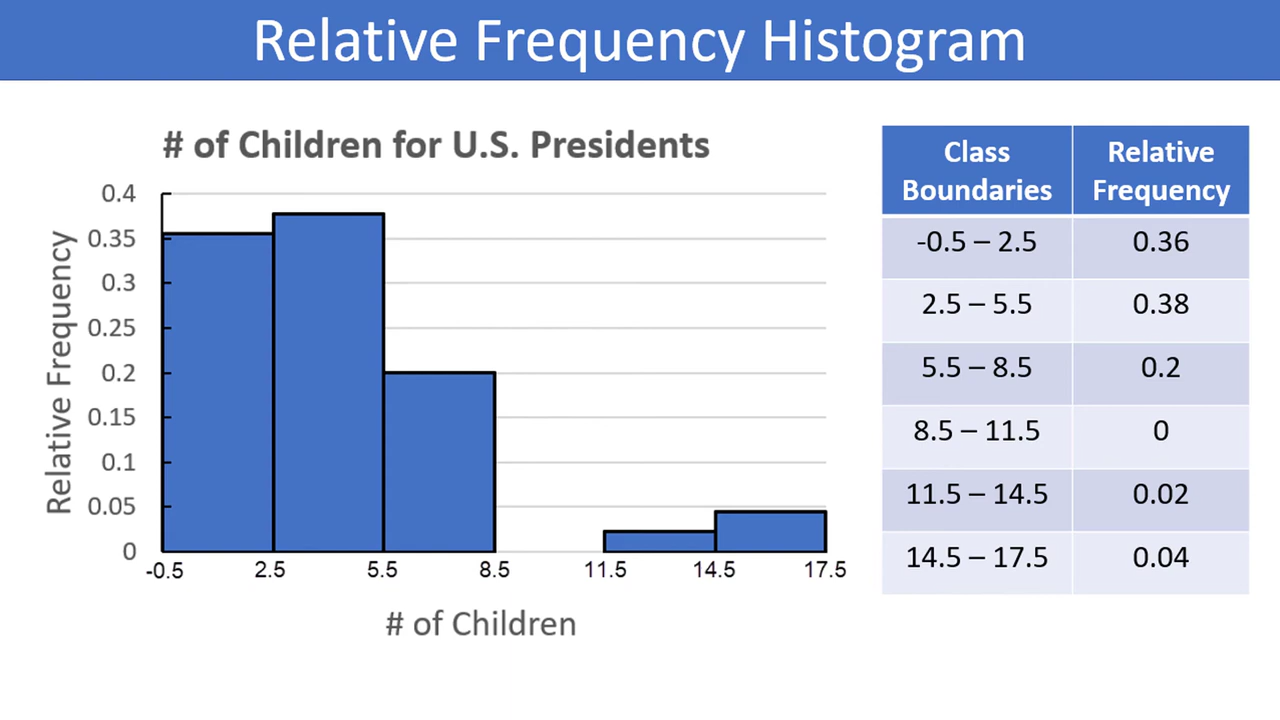 Relative Frequency Histogram
# of Children for U.S. Presidents
Relative Frequency
0.4
0.35
0.3
0.25
0.2
0.15
0.1
0.05
0
-0.5 2.5 5.5 8.5 11.5 14.5 17.5
# of Children
Class Boundaries Relative Frequency
-0.5 – 2.5 0.36
2.5 – 5.5 0.38
5.5 – 8.5 0.2
8.5 – 11.5 0
11.5 – 14.5 0.02
14.5 – 17.5 0.04